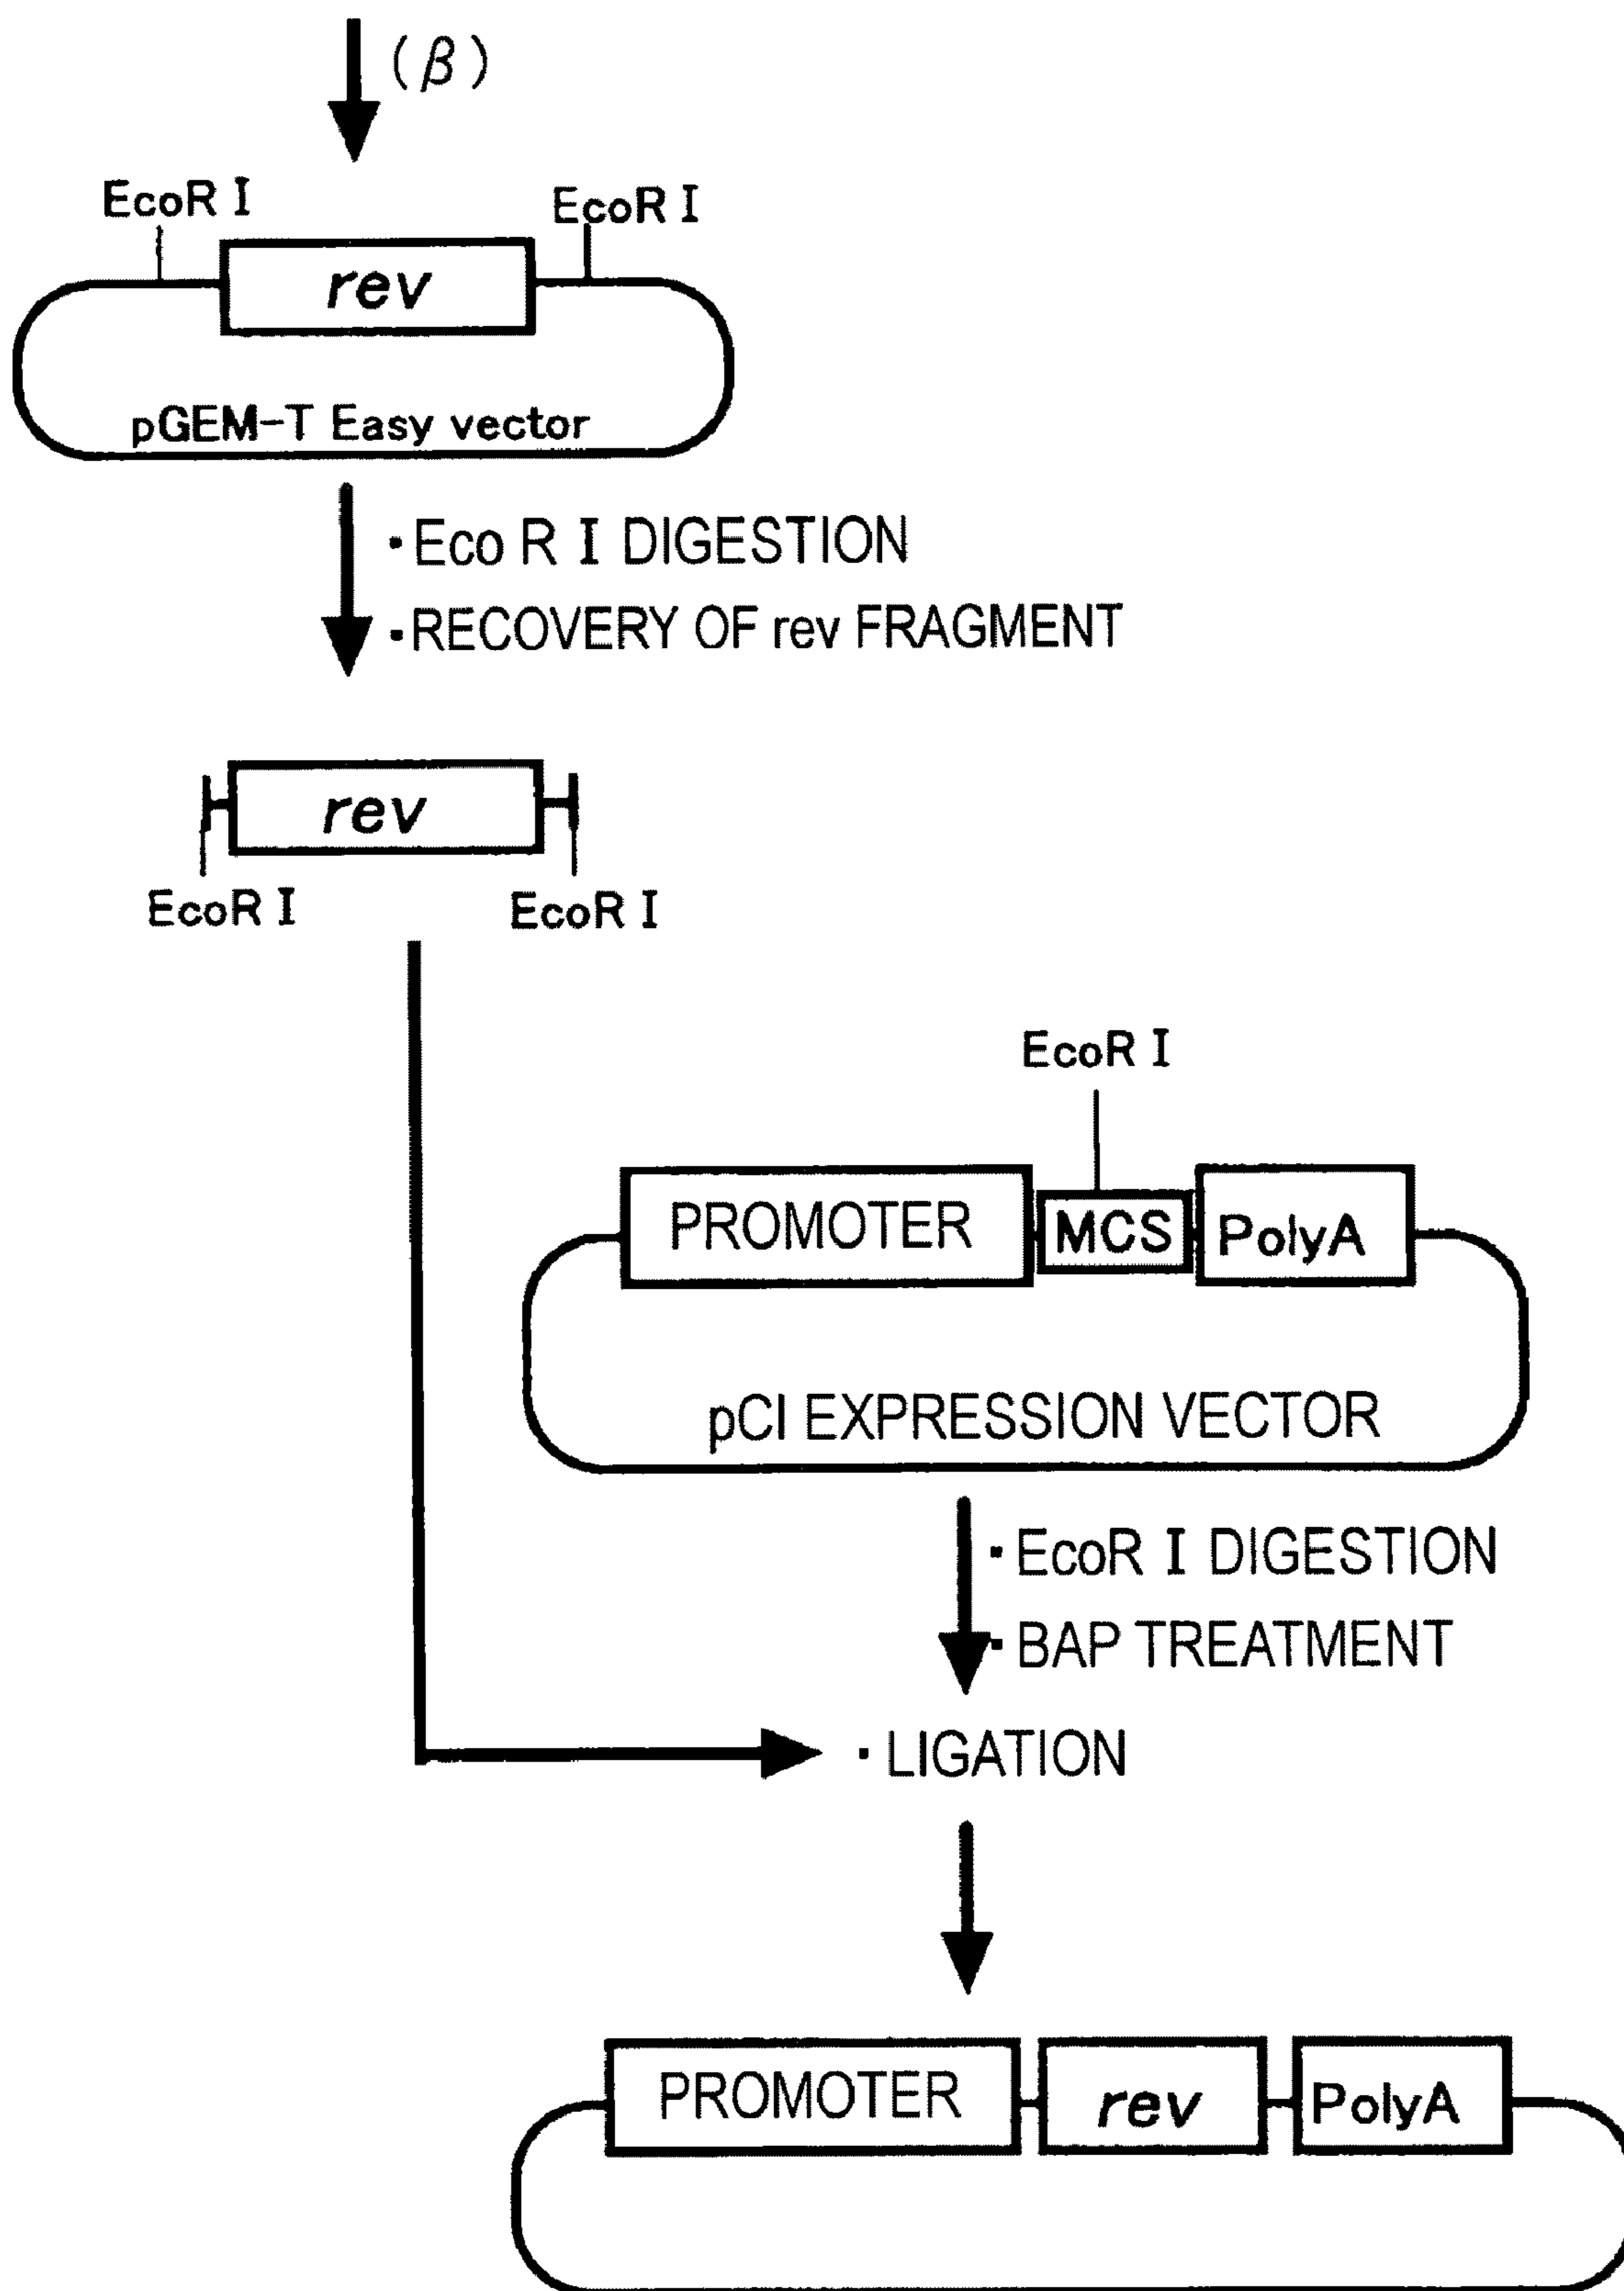 (β)
EcoR I
EcoR I
rev
pGEM-T Easy vector
・Eco R I DIGESTION
・RECOVERY OF rev FRAGMENT
rev
EcoR I
EcoR I
EcoR I
PROMOTER
MCS
PolyA
pCI EXPRESSION VECTOR
・EcoR I DIGESTION
・BAP TREATMENT
・LIGATION
PROMOTER
rev
PolyA